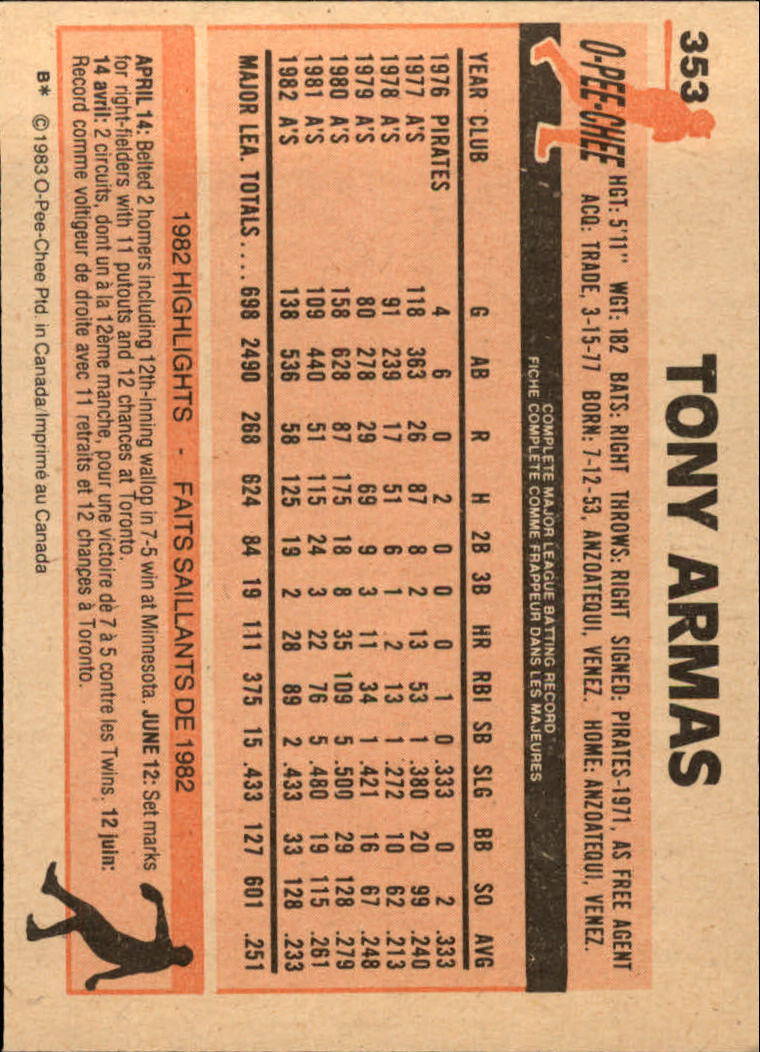 353
TONY ARMAS
O-PEE-CHEE
HGT: 5'11" WGT: 182 BATS: RIGHT THROWS: RIGHT SIGNED: PIRATES-1971, AS FREE AGENT
ACQ: TRADE, 3-15-77 BORN: 7-12-53, ANZOATEQUI, VENEZ. HOME: ANZOATEQUI, VENEZ.
COMPLETE MAJOR LEAGUE BATTING RECORD
FICHE COMPLETE COMME FRAPPEUR DANS LES MAJEURES
YEAR CLUB G AB R H 2B 3B HR RBI SB SLG BB SO AVG
1976 PIRATES 4 6 0 2 0 0 0 1 0 .333 0 2 .333
1977 A'S 118 363 26 87 8 2 13 53 1 .380 20 99 .240
1978 A'S 91 239 17 51 6 1 2 13 1 .272 10 62 .213
1979 A'S 80 278 29 69 9 3 11 34 1 .421 16 67 .248
1980 A'S 158 628 87 175 18 8 35 109 5 .500 29 128 .279
1981 A'S 109 440 51 115 24 3 22 76 5 .480 19 115 .261
1982 A'S 138 536 58 125 19 2 28 89 2 .433 33 128 .233
MAJOR LEA. TOTALS.... 698 2490 268 624 84 19 111 375 15 .433 127 601 .251
1982 HIGHLIGHTS - FAITS SAILLANTS DE 1982
APRIL 14: Belted 2 homers including 12th-inning wallop in 7-5 win at Minnesota. JUNE 12: Set marks
for right-fielders with 11 putouts and 12 chances at Toronto.
14 avril: 2 circuits, dont un à la 12ème manche, pour une victoire de 7 à 5 contre les Twins. 12 juin:
Record comme voltigeur de droite avec 11 retraits et 12 chances à Toronto.
B* ©1983 O-Pee-Chee Ptd. in Canada/Imprimé au Canada